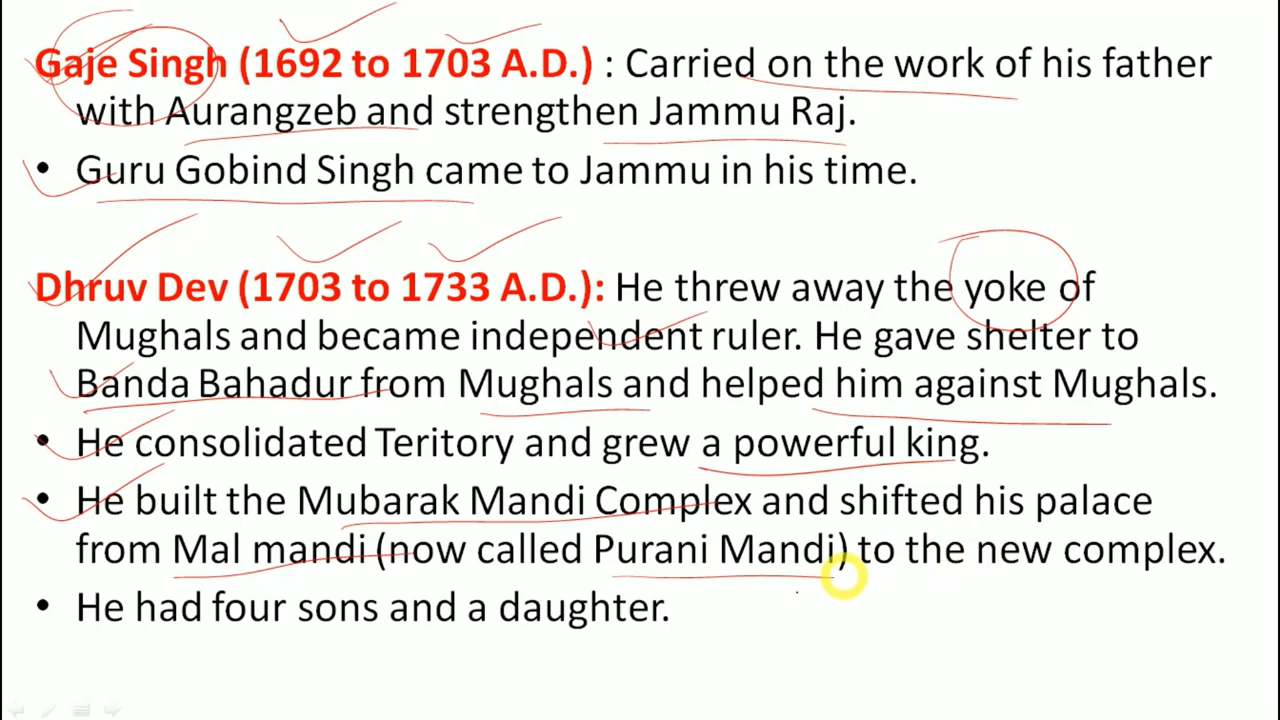 Gaje Singh (1692 to 1703 A.D.) : Carried on the work of his father
with Aurangzeb and strengthen Jammu Raj.
• Guru Gobind Singh came to Jammu in his time.
Dhruv Dev (1703 to 1733 A.D.): He threw away the yoke of
Mughals and became independent ruler. He gave shelter to
Banda Bahadur from Mughals and helped him against Mughals.
• He consolidated Teritory and grew a powerful king.
• He built the Mubarak Mandi Complex and shifted his palace
from Mal mandi (now called Purani Mandi) to the new complex.
• He had four sons and a daughter.